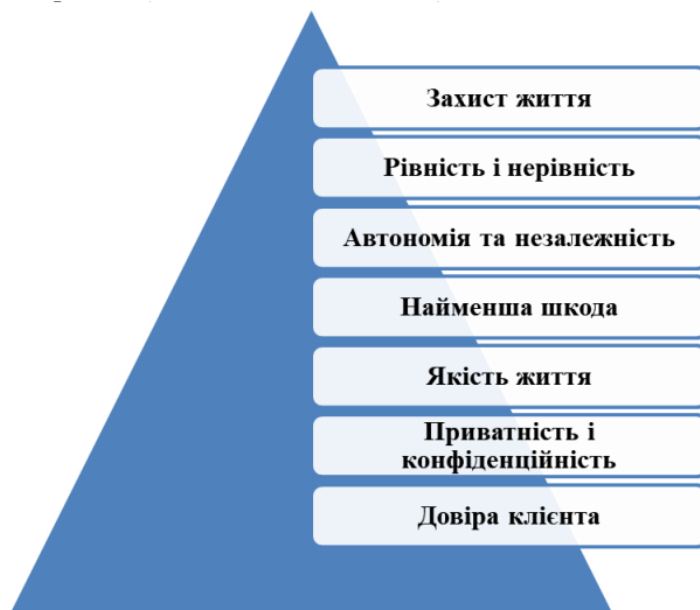 Захист життя
Рівність і нерівність
Автономія та незалежність
Найменша шкода
Якість життя
Приватність і
конфіденційність
Довіра клієнта